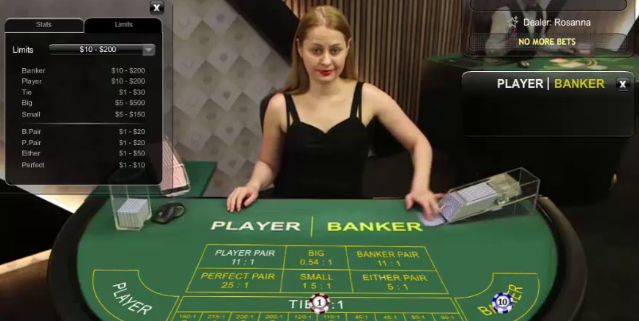 Stats
Limits
X
Limits
$10 - $200
Banker $10 - $200
Player $10 - $200
Tie $1 - $30
Big $5 - $500
Small $5 - $150
B.Pair $1 - $20
P.Pair $1 - $20
Either $1 - $50
Perfect $1 - $10
Dealer: Rosanna
NO MORE BETS
PLAYER | BANKER X
PLAYER | BANKER
PLAYER PAIR
11 : 1
BIG
0.54 : 1
BANKER PAIR
11 : 1
PERFECT PAIR
25 : 1
SMALL
1.5 : 1
EITHER PAIR
5 : 1
PLAYER
TIE :1
1
10